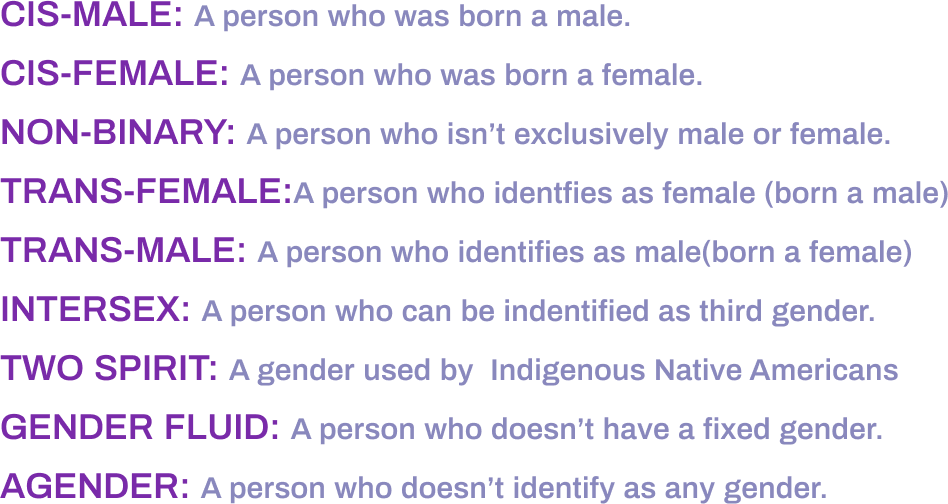 CIS-MALE: A person who was born a male.
CIS-FEMALE: A person who was born a female.
NON-BINARY: A person who isn’t exclusively male or female.
TRANS-FEMALE:A person who identfies as female (born a male)
TRANS-MALE: A person who identifies as male(born a female)
INTERSEX: A person who can be indentified as third gender.
TWO SPIRIT: A gender used by  Indigenous Native Americans
GENDER FLUID: A person who doesn’t have a fixed gender.
AGENDER: A person who doesn’t identify as any gender.